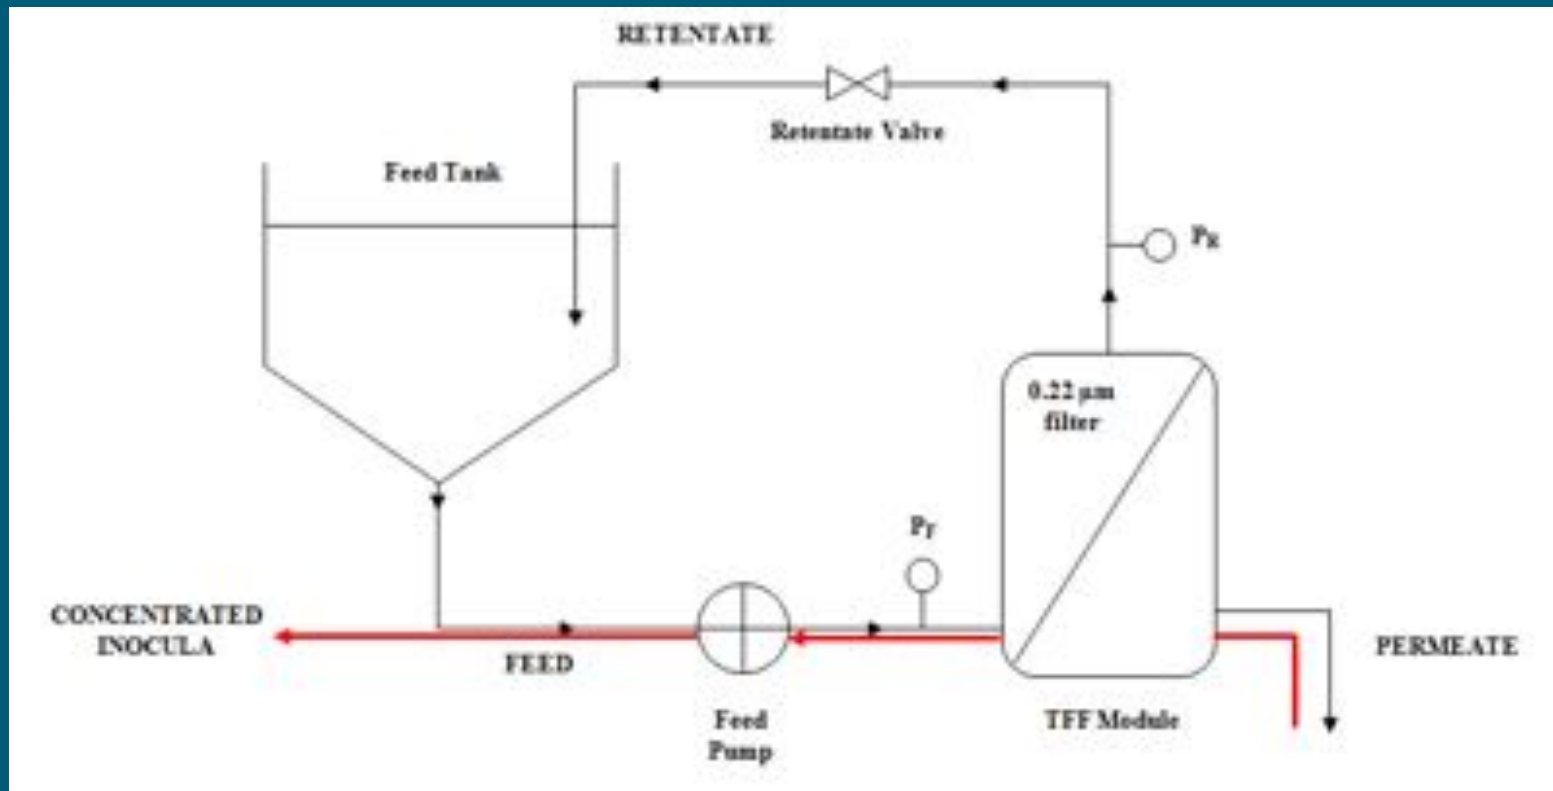 RETENTATE
Retentate Valve
Feed Tank
PR
0.22 µm
filter
PF
CONCENTRATED
INOCULA
FEED
PERMEATE
Feed
Pump
TFF Module